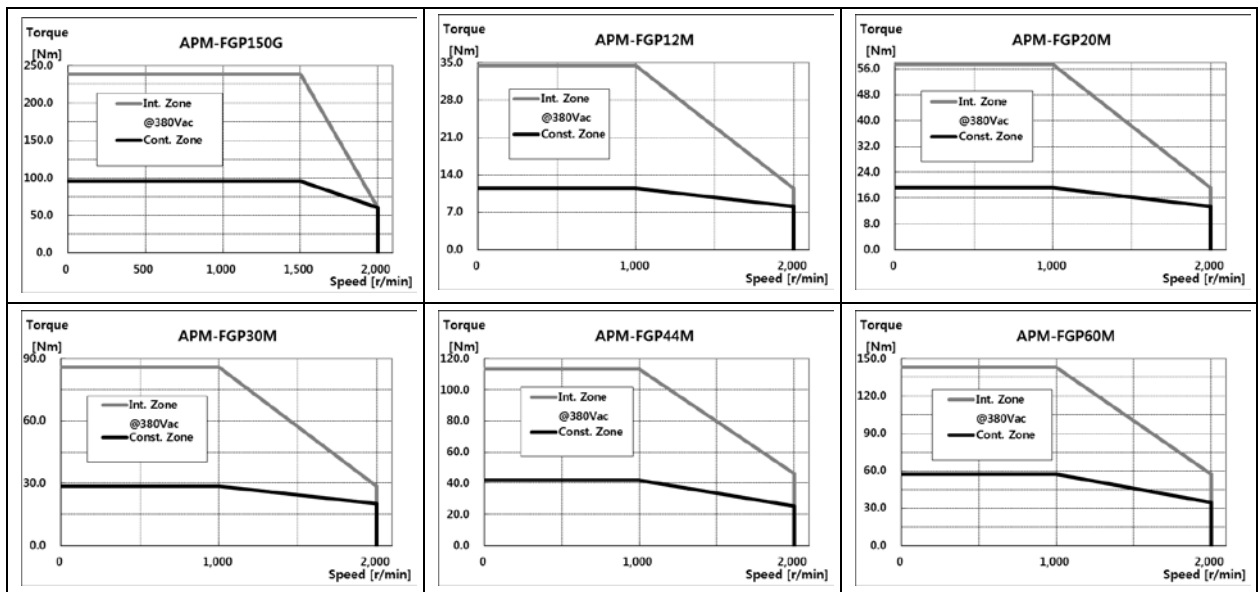 Torque
[Nm]
APM-FGP150G
250.0
200.0
150.0
100.0
50.0
0.0
Int. Zone
@380Vac
Cont. Zone
0 500 1,000 1,500 2,000
Speed [r/min]
Torque
[Nm]
APM-FGP12M
35.0
28.0
21.0
14.0
7.0
0.0
Int. Zone
@380Vac
Const. Zone
0 1,000 2,000
Speed [r/min]
Torque
[Nm]
APM-FGP20M
56.0
48.0
40.0
32.0
24.0
16.0
8.0
0.0
Int. Zone
@380Vac
Const. Zone
0 1,000 2,000
Speed [r/min]
Torque
[Nm]
APM-FGP30M
90.0
60.0
30.0
0.0
Int. Zone
@380Vac
Const. Zone
0 1,000 2,000
Speed [r/min]
Torque
[Nm]
APM-FGP44M
120.0
100.0
80.0
60.0
40.0
20.0
0.0
Int. Zone
@380Vac
Const. Zone
0 1,000 2,000
Speed [r/min]
Torque
[Nm]
APM-FGP60M
150.0
120.0
90.0
60.0
30.0
0.0
Int. Zone
@380Vac
Cont. Zone
0 1,000 2,000
Speed [r/min]